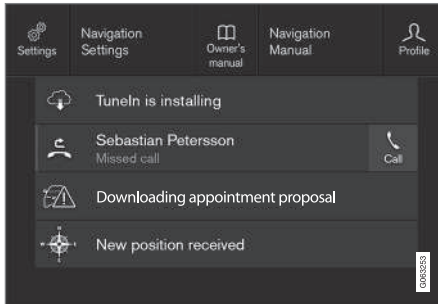 Settings
Navigation
Settings
Owner's
manual
Navigation
Manual
Profile
TuneIn is installing
Sebastian Petersson
Missed call
Call
Downloading appointment proposal
New position received
G063253